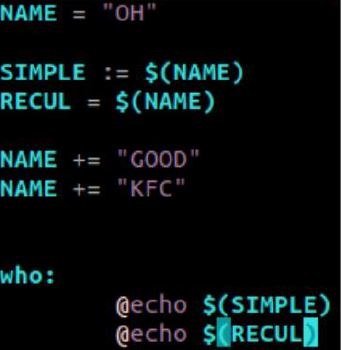 NAME = "OH"
SIMPLE := $(NAME)
RECUL = $(NAME)
NAME += "GOOD"
NAME += "KFC"
who:
@echo $(SIMPLE)
@echo $(RECUL)